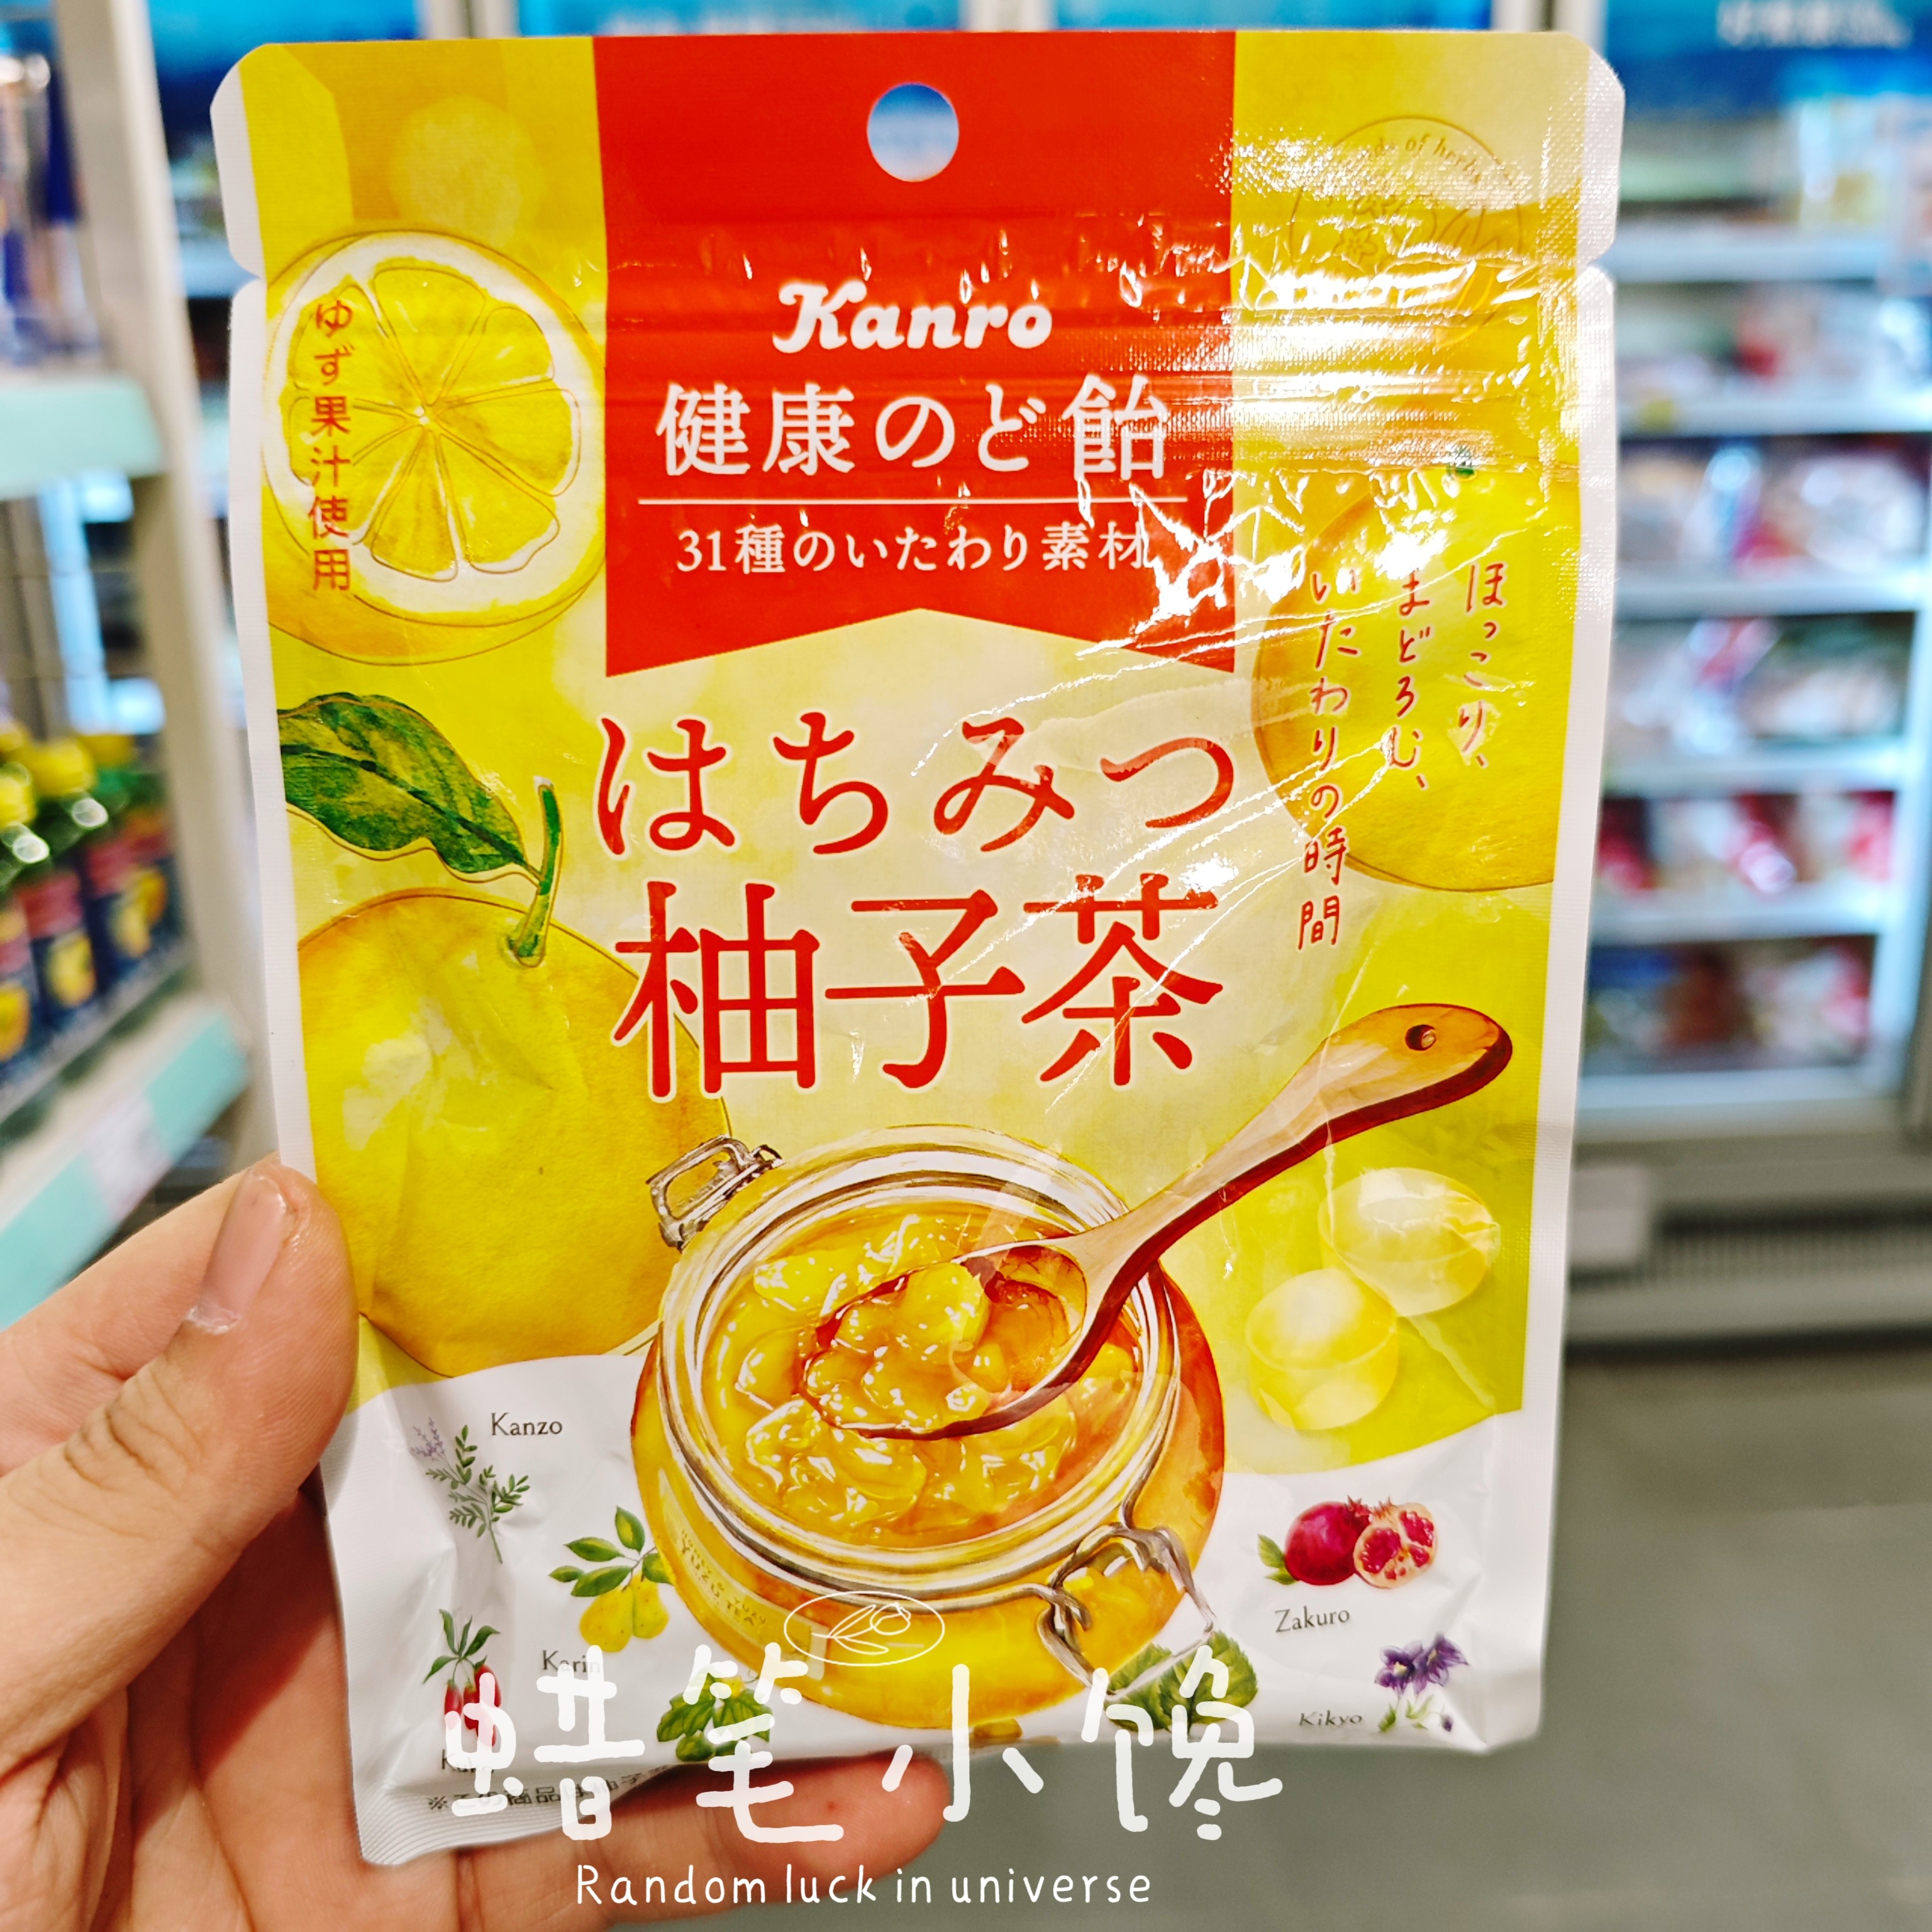 Kanro
健康のど飴
31種のいたわり素材
ゆず果汁使用
ほっこり、
まどろむ、
いたわりの時間
はちみつ
柚子茶
Kanzo
Karin
Zakuro
Kikyo
蜡笔小馋
Random luck in universe